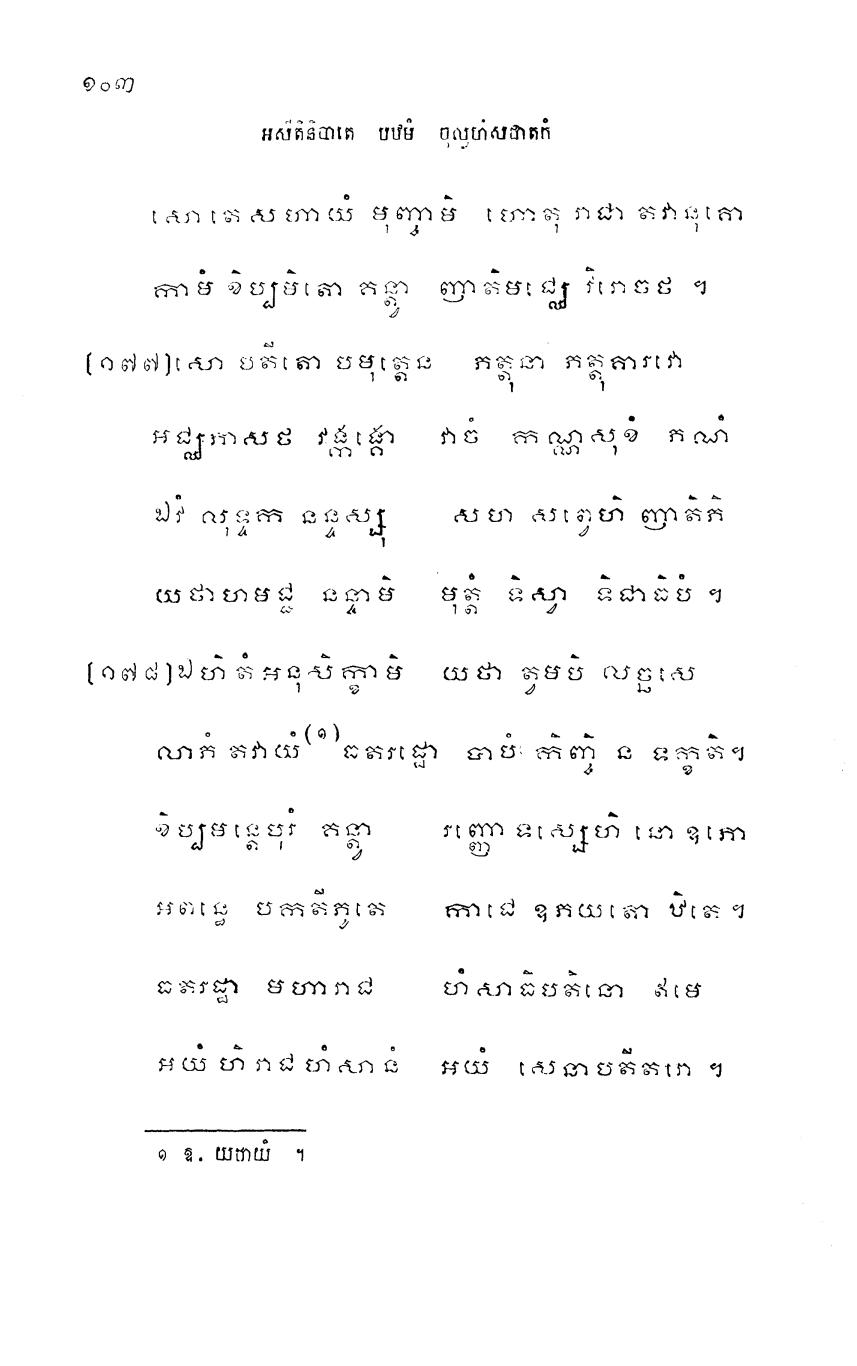 ១០៣
អសីតិនិបាតេ បឋមំ ចុល្លហំសជាតកំ
សោ តេ សហាយំ មុញ្ចាមិ ហោតុ រាជា តវានុគោ
កាមំ ខិប្បមិតោ គន្ត្វា ញាតិមជ្ឈេ វិរោចថ ។
(១៧៧) សោ បតីតោ បមុត្តេន ភត្តុនា ភត្តុគារវោ
អជ្ឈភាសថ វង្កង្គោ វាចំ កណ្ណសុខំ ភណំ
ឯវំ លុទ្ទក នន្ទស្សុ សហ សព្វេហិ ញាតិភិ
យថាហមជ្ជ នន្ទាមិ មុត្តំ ទិស្វា ទិជាធិបំ ។
(១៧៨) ឯហិ តំ អនុសិក្ខាមិ យថា ត្វមបិ លច្ឆសេ
លាភំ តវាយំ(១) ធតរដ្ឋោ បាបំ កិញ្ចិ ន ទក្ខតិ។
ខិប្បមន្តេបុរំ គន្ត្វា រញ្ញោ ទស្សេហិ នោ ឧភោ
អពន្ធេ បកតីភូតេ កាជេ ឧភយតោ ឋិតេ។
ធតរដ្ឋា មហារាជ ហំសាធិបតិនោ ឥមេ
អយំ ហិ រាជហំសានំ អយំ សេនាបតីតរោ ។
១ ឱ. យថាយំ ។